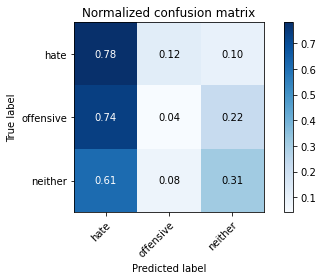 Normalized confusion matrix
True label
hate 0.78 0.12 0.10
offensive 0.74 0.04 0.22
neither 0.61 0.08 0.31
hate offensive neither
Predicted label
0.7
0.6
0.5
0.4
0.3
0.2
0.1